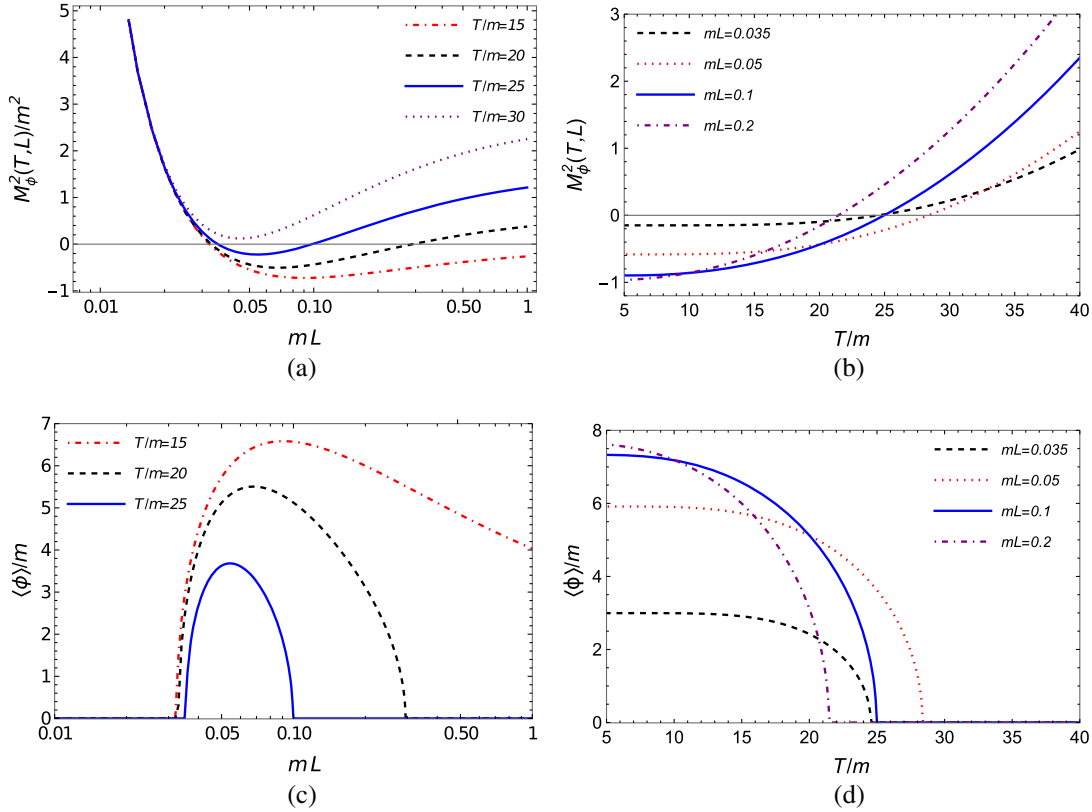 5
4
3
2
1
0
−1
M²ϕ(T,L)/m²
0.01
0.05
0.10
0.50
1
m L
T/m=15
T/m=20
T/m=25
T/m=30
(a)
3
2
1
0
−1
M²ϕ(T,L)
5
10
15
20
25
30
35
40
T/m
mL=0.035
mL=0.05
mL=0.1
mL=0.2
(b)
7
6
5
4
3
2
1
0
⟨ϕ⟩/m
0.01
0.05
0.10
0.50
1
m L
T/m=15
T/m=20
T/m=25
(c)
8
6
4
2
0
⟨ϕ⟩/m
5
10
15
20
25
30
35
40
T/m
mL=0.035
mL=0.05
mL=0.1
mL=0.2
(d)